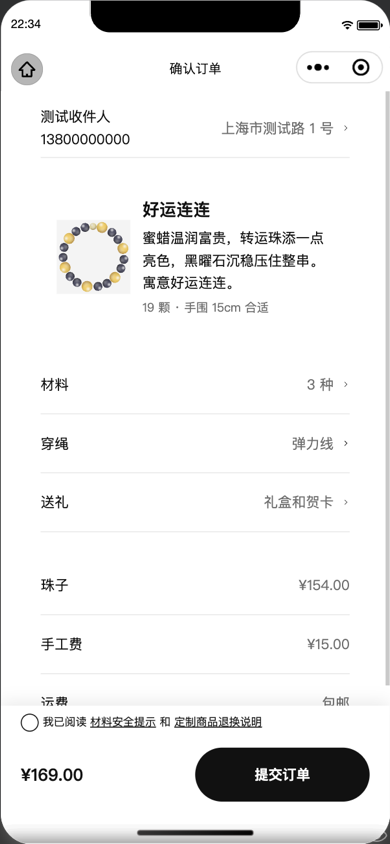 22:34
确认订单
测试收件人
13800000000
上海市测试路 1 号
好运连连
蜜蜡温润富贵，转运珠添一点
亮色，黑曜石沉稳压住整串。
寓意好运连连。
19 颗 · 手围 15cm 合适
材料
3 种
穿绳
弹力线
送礼
礼盒和贺卡
珠子
¥154.00
手工费
¥15.00
运费
包邮
我已阅读 材料安全提示 和 定制商品退换说明
¥169.00
提交订单